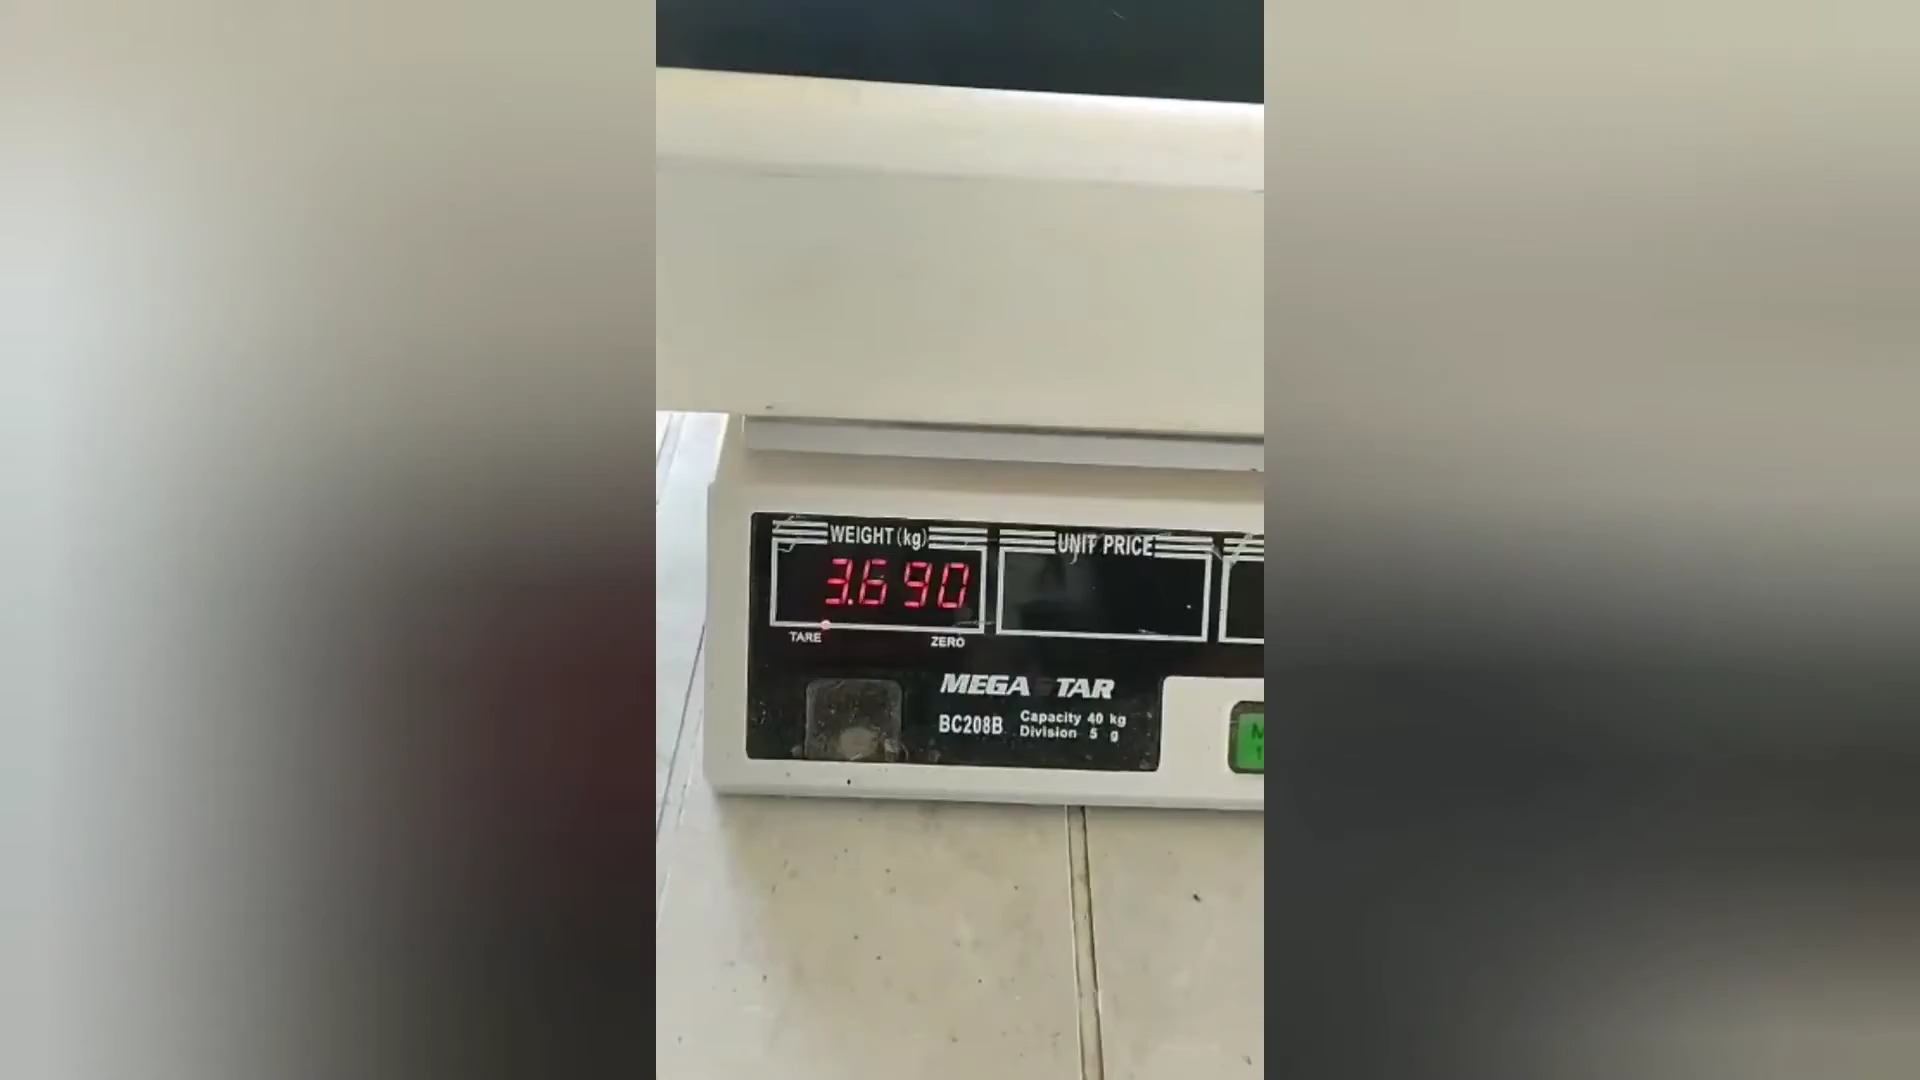 WEIGHT (kg)
UNIT PRICE
3.690
TARE
ZERO
MEGASTAR
BC208B
Capacity 40 kg
Division 5 g